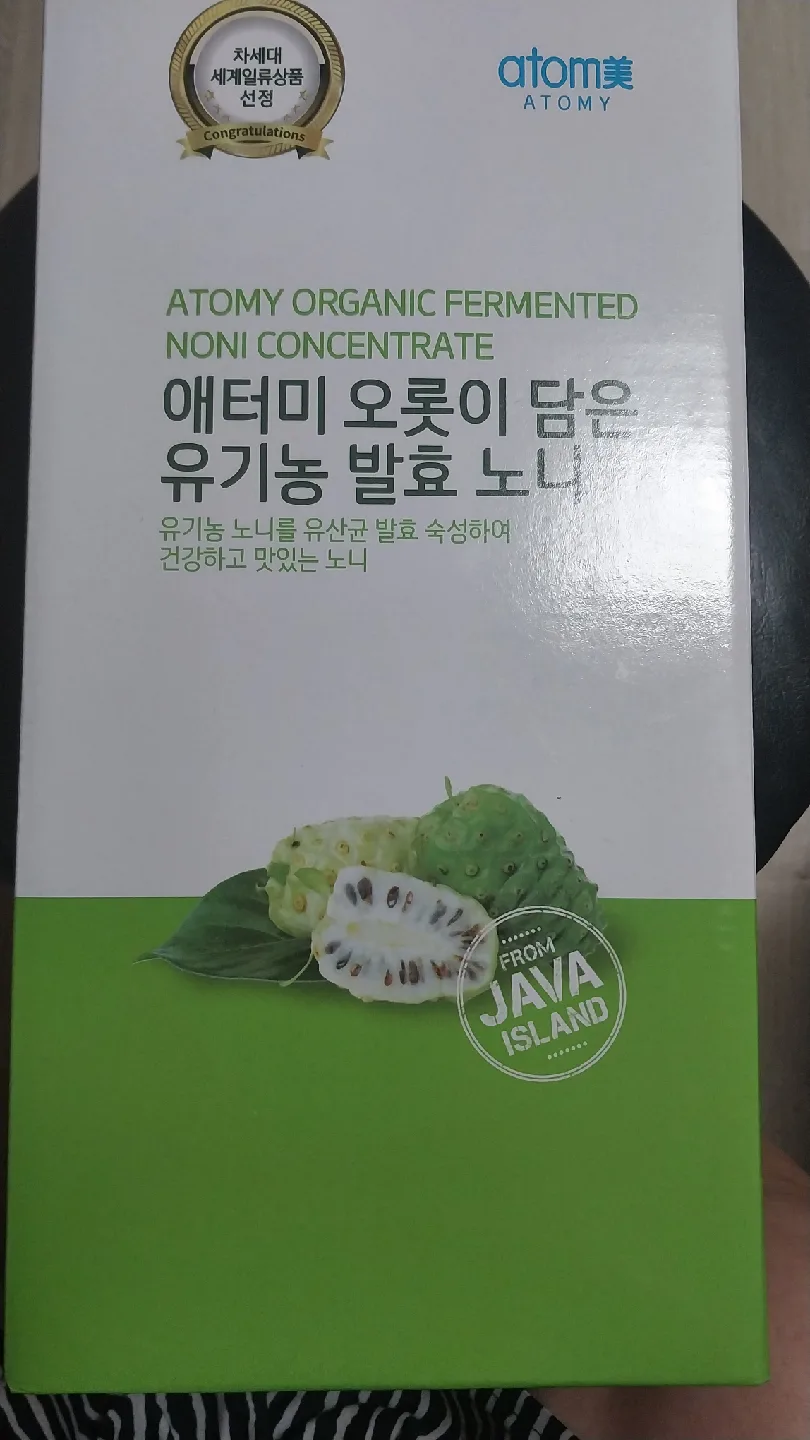 차세대
세계일류상품
선정
Congratulations
atom美
ATOMY
ATOMY ORGANIC FERMENTED
NONI CONCENTRATE
애터미 오롯이 담은
유기농 발효 노니
유기농 노니를 유산균 발효 숙성하여
건강하고 맛있는 노니
FROM
JAVA
ISLAND